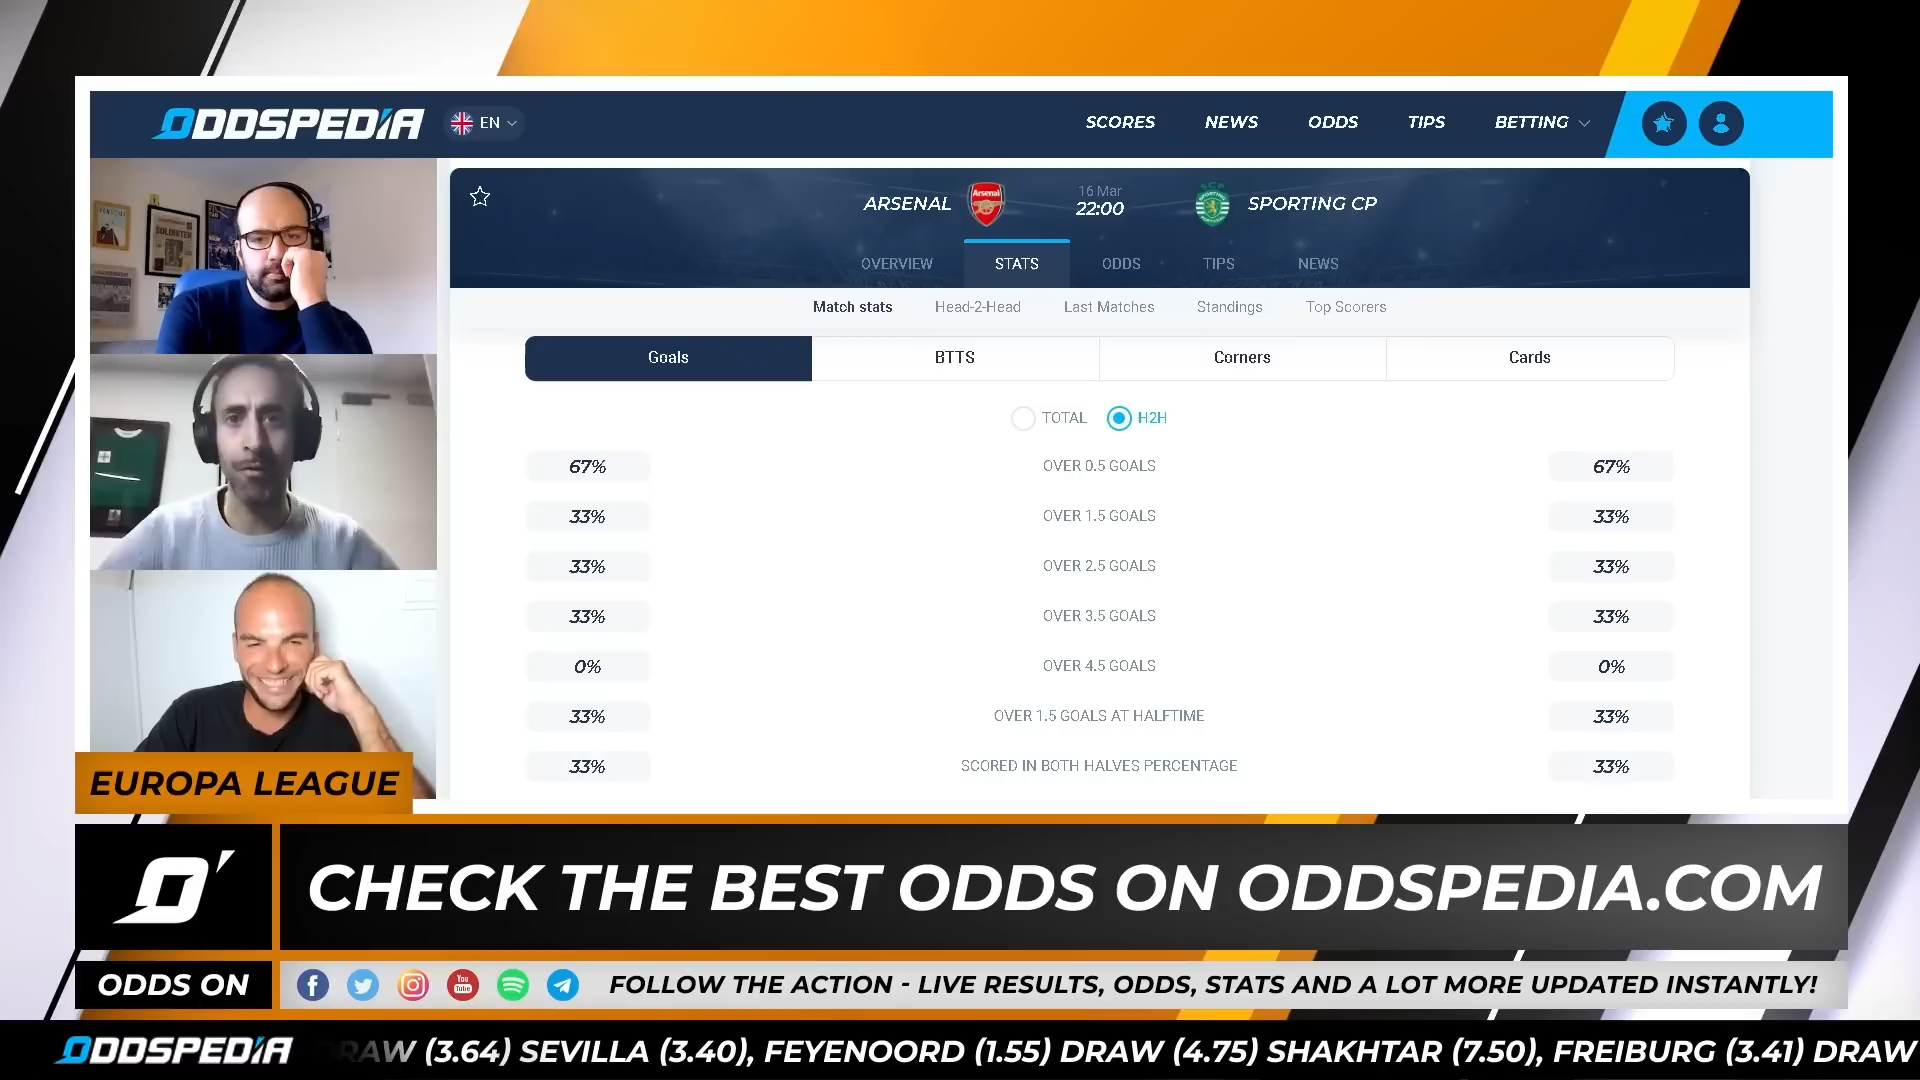 ODDSPEDIA
EN
SCORES NEWS ODDS TIPS BETTING
ARSENAL
Arsenal
16 Mar
22:00
SCP
SPORTING CP
OVERVIEW STATS ODDS TIPS NEWS
Match stats Head-2-Head Last Matches Standings Top Scorers
Goals BTTS Corners Cards
TOTAL H2H
67% OVER 0.5 GOALS 67%
33% OVER 1.5 GOALS 33%
33% OVER 2.5 GOALS 33%
33% OVER 3.5 GOALS 33%
0% OVER 4.5 GOALS 0%
33% OVER 1.5 GOALS AT HALFTIME 33%
33% SCORED IN BOTH HALVES PERCENTAGE 33%
EUROPA LEAGUE
O' CHECK THE BEST ODDS ON ODDSPEDIA.COM
ODDS ON
You
Tube
FOLLOW THE ACTION - LIVE RESULTS, ODDS, STATS AND A LOT MORE UPDATED INSTANTLY!
ODDSPEDIA
RAW (3.64) SEVILLA (3.40), FEYENOORD (1.55) DRAW (4.75) SHAKHTAR (7.50), FREIBURG (3.41) DRAW